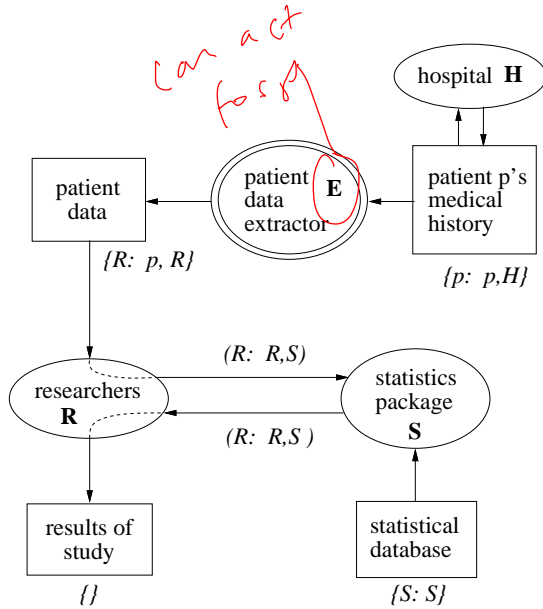 can act
for p
hospital H
patient
data
patient
data
extractor
E
patient p's
medical
history
{R: p, R}
{p: p,H}
(R: R,S)
researchers
R
statistics
package
S
(R: R,S )
results of
study
statistical
database
{}
{S: S}